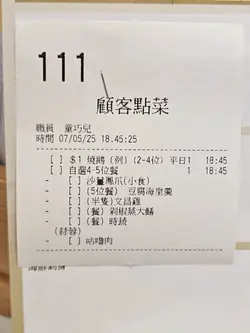 111
顧客點菜
職員 童巧兒
時間 07/05/25 18:45:25
[ ] $1 燒鵝(例)(2-4位) 平日1 18:45
[ ] 自選4-5位餐 1 18:45
- [ ] 沙薑鳳爪(小食)
- [ ] (5位餐) 豆腐海皇羹
- [ ] (半隻)文昌雞
- [ ] (餐) 剁椒蒸大鱔
- [ ] (餐) 時蔬
(蒜蓉)
- [ ] 咕嚕肉